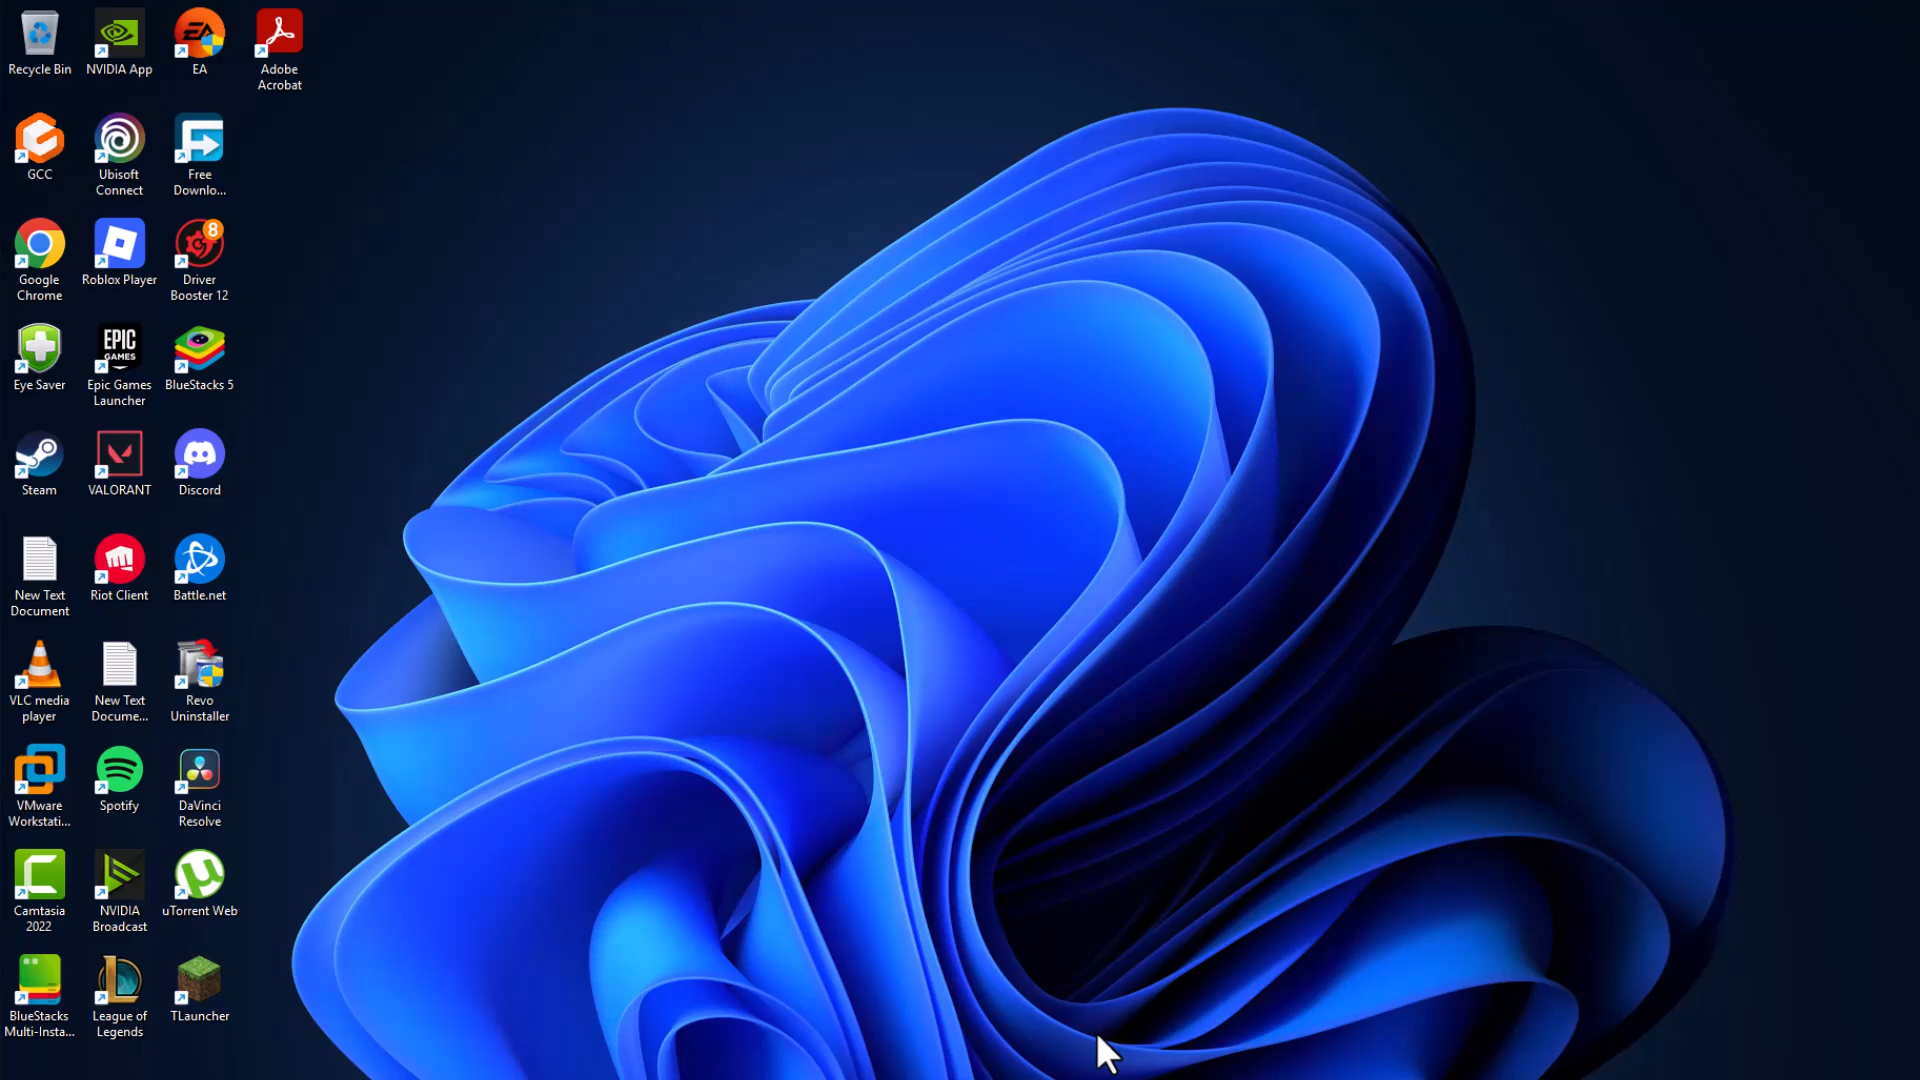 Recycle Bin
NVIDIA App
EA
Adobe
Acrobat
GCC
Ubisoft
Connect
Free
Downlo...
Google
Chrome
Roblox Player
8
Driver
Booster 12
Eye Saver
EPIC
GAMES
Epic Games
Launcher
BlueStacks 5
Steam
VALORANT
Discord
New Text
Document
Riot Client
Battle.net
VLC media
player
New Text
Docume...
Revo
Uninstaller
VMware
Workstati...
Spotify
DaVinci
Resolve
Camtasia
2022
NVIDIA
Broadcast
uTorrent Web
BlueStacks
Multi-Insta...
League of
Legends
TLauncher